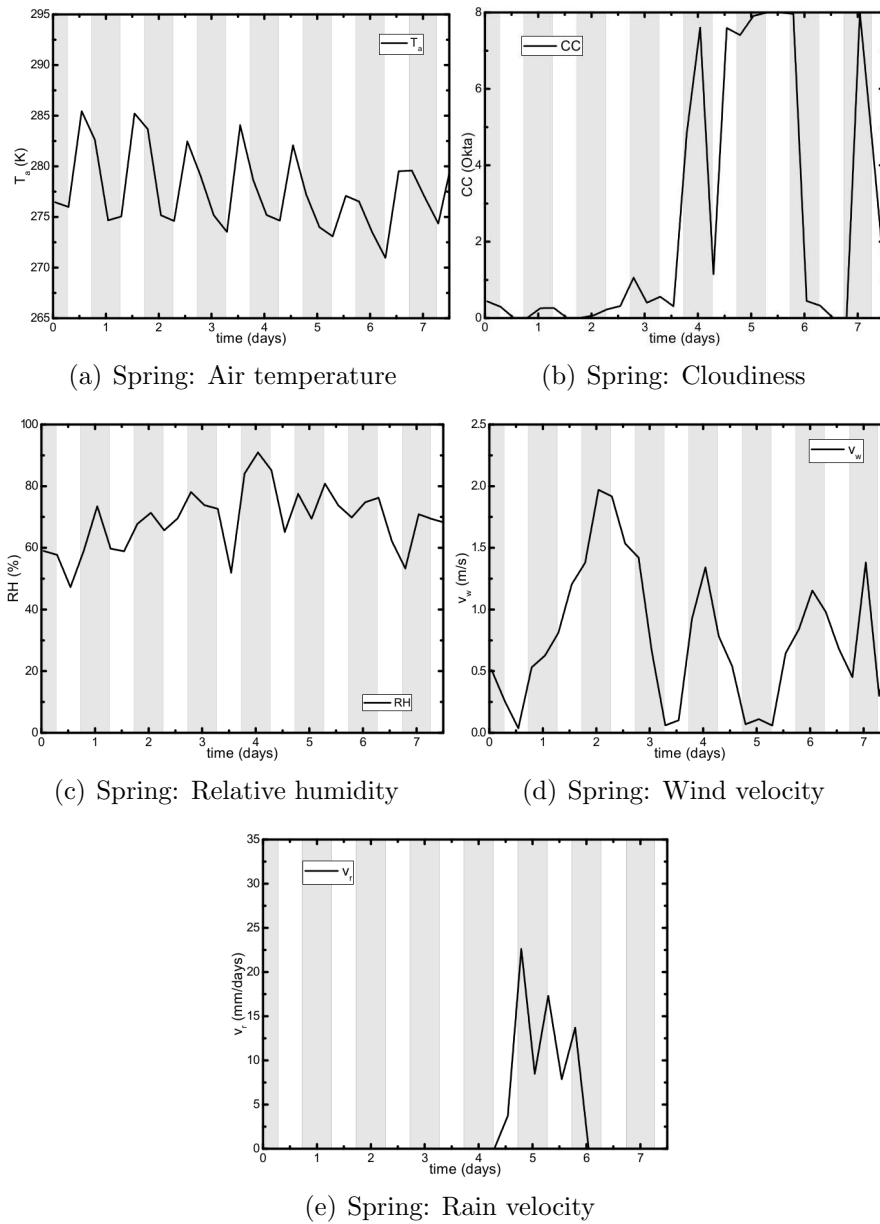 295
290
285
280
275
270
265
T_a (K)
T_a
0 1 2 3 4 5 6 7
time (days)
(a) Spring: Air temperature
8
6
4
2
0
CC (Okta)
CC
0 1 2 3 4 5 6 7
time (days)
(b) Spring: Cloudiness
100
80
60
40
20
0
RH (%)
RH
0 1 2 3 4 5 6 7
time (days)
(c) Spring: Relative humidity
2.5
2.0
1.5
1.0
0.5
0.0
v_w (m/s)
v_w
0 1 2 3 4 5 6 7
time (days)
(d) Spring: Wind velocity
35
30
25
20
15
10
5
0
v_r (mm/days)
v_r
0 1 2 3 4 5 6 7
time (days)
(e) Spring: Rain velocity